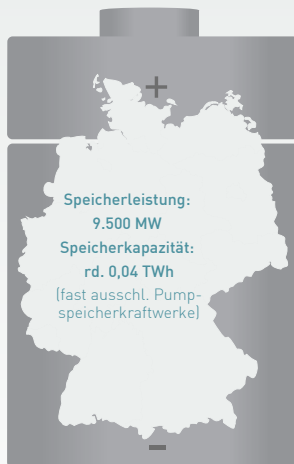 +
Speicherleistung:
9.500 MW
Speicherkapazität:
rd. 0,04 TWh
(fast ausschl. Pump-
speicherkraftwerke)
–